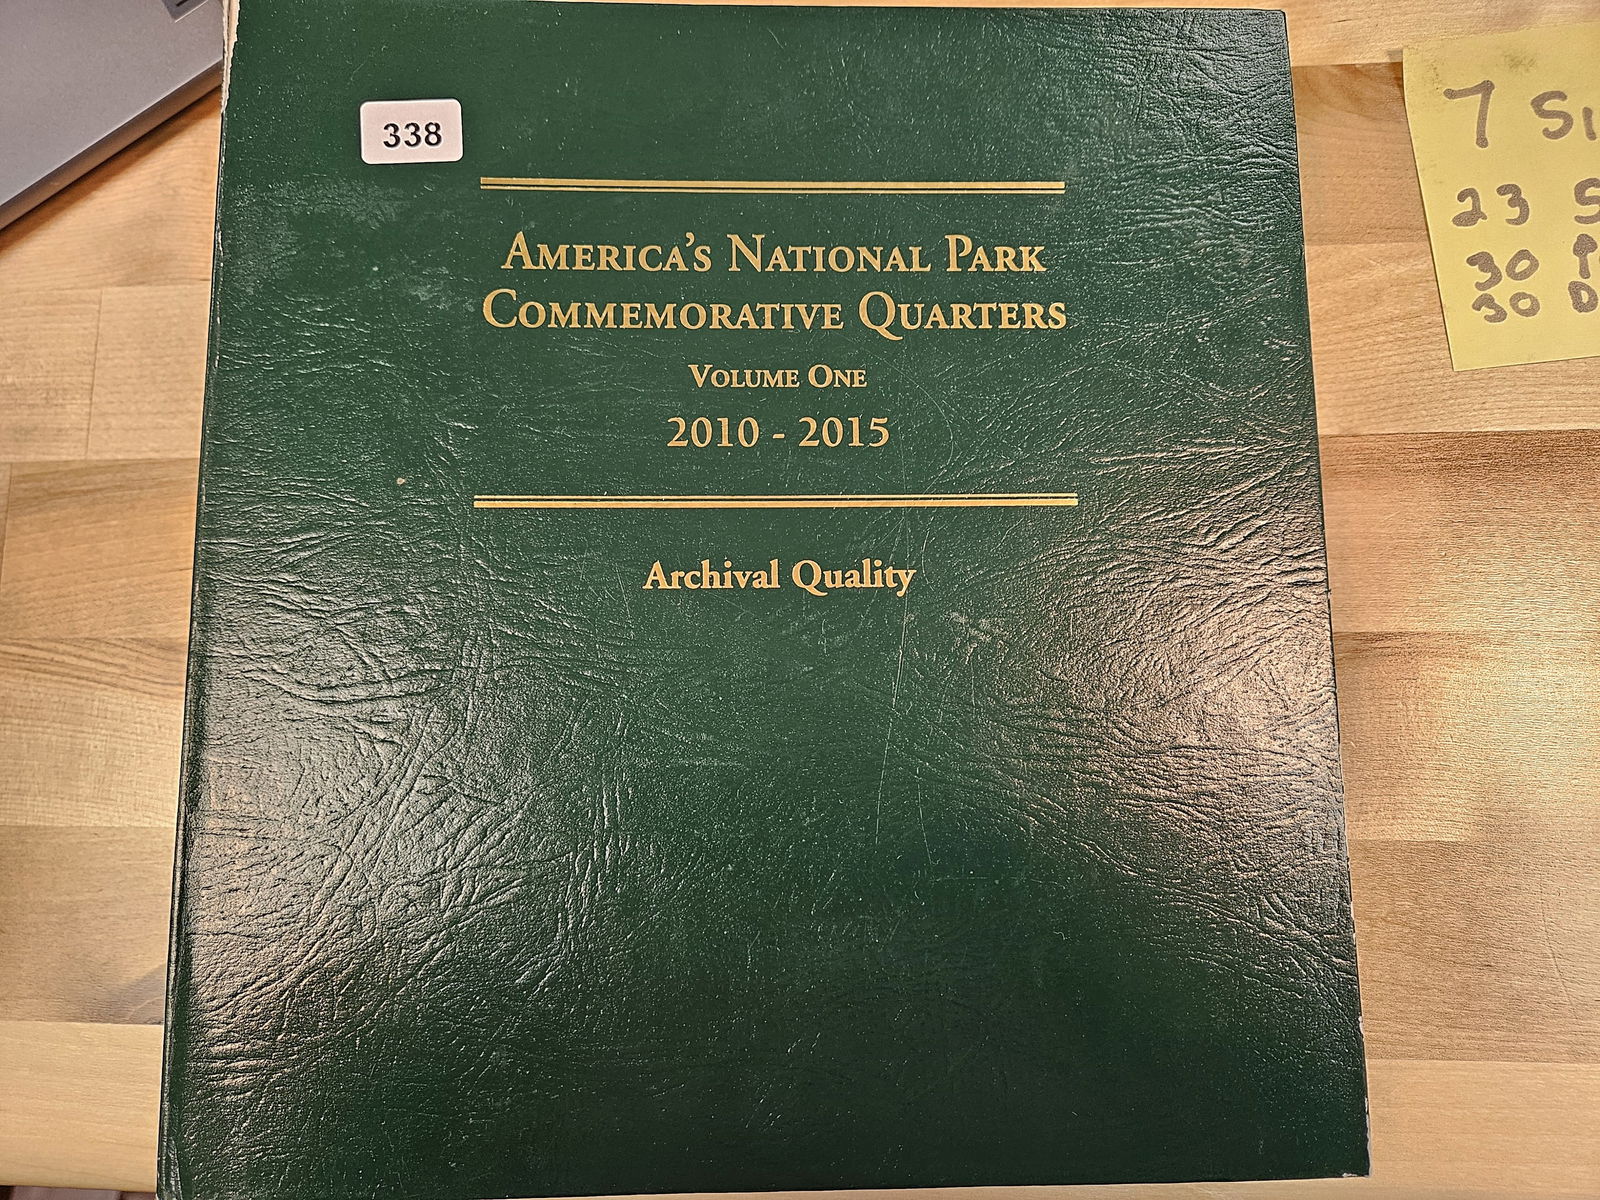 338
AMERICA'S NATIONAL PARK
COMMEMORATIVE QUARTERS
VOLUME ONE
2010 - 2015
Archival Quality
7
23
30
30